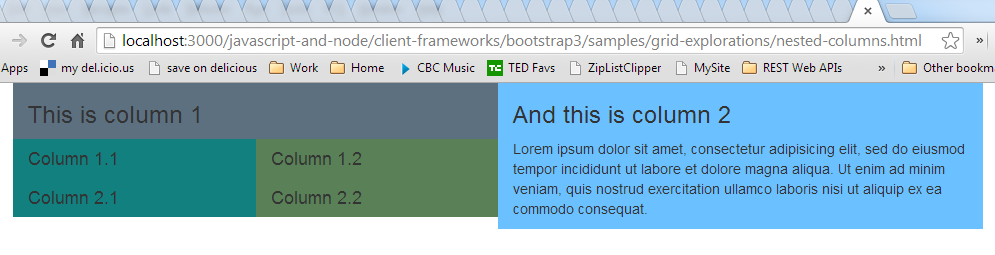 localhost:3000/javascript-and-node/client-frameworks/bootstrap3/samples/grid-explorations/nested-columns.html
Apps my del.icio.us save on delicious Work Home CBC Music TC TED Favs ZipListClipper MySite REST Web APIs » Other bookm
This is column 1
Column 1.1 Column 1.2
Column 2.1 Column 2.2
And this is column 2
Lorem ipsum dolor sit amet, consectetur adipisicing elit, sed do eiusmod
tempor incididunt ut labore et dolore magna aliqua. Ut enim ad minim
veniam, quis nostrud exercitation ullamco laboris nisi ut aliquip ex ea
commodo consequat.